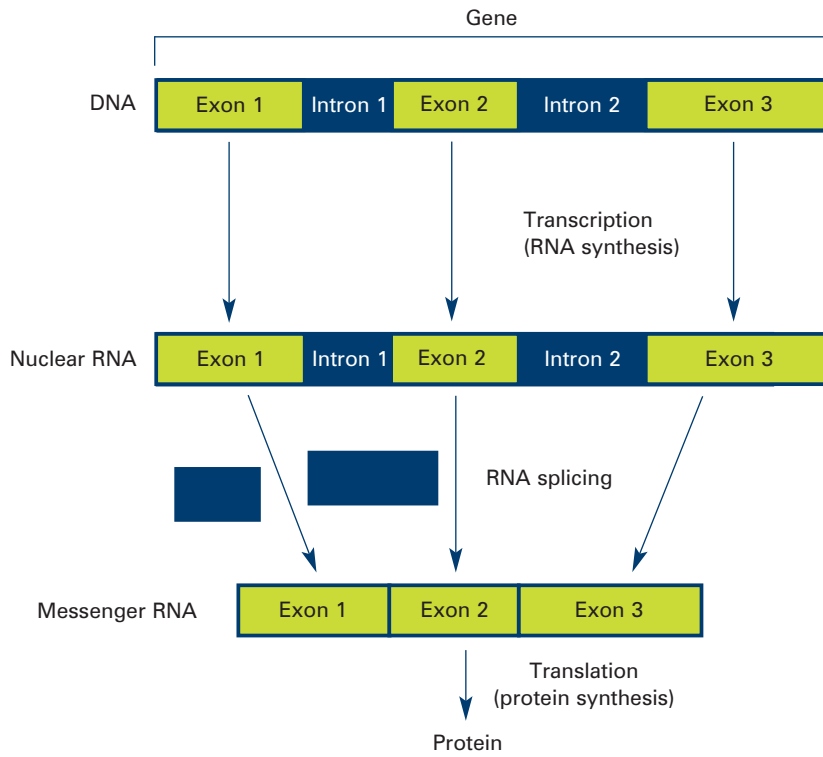 Gene
DNA
Exon 1
Intron 1
Exon 2
Intron 2
Exon 3
Transcription
(RNA synthesis)
Nuclear RNA
Exon 1
Intron 1
Exon 2
Intron 2
Exon 3
RNA splicing
Messenger RNA
Exon 1
Exon 2
Exon 3
Translation
(protein synthesis)
Protein